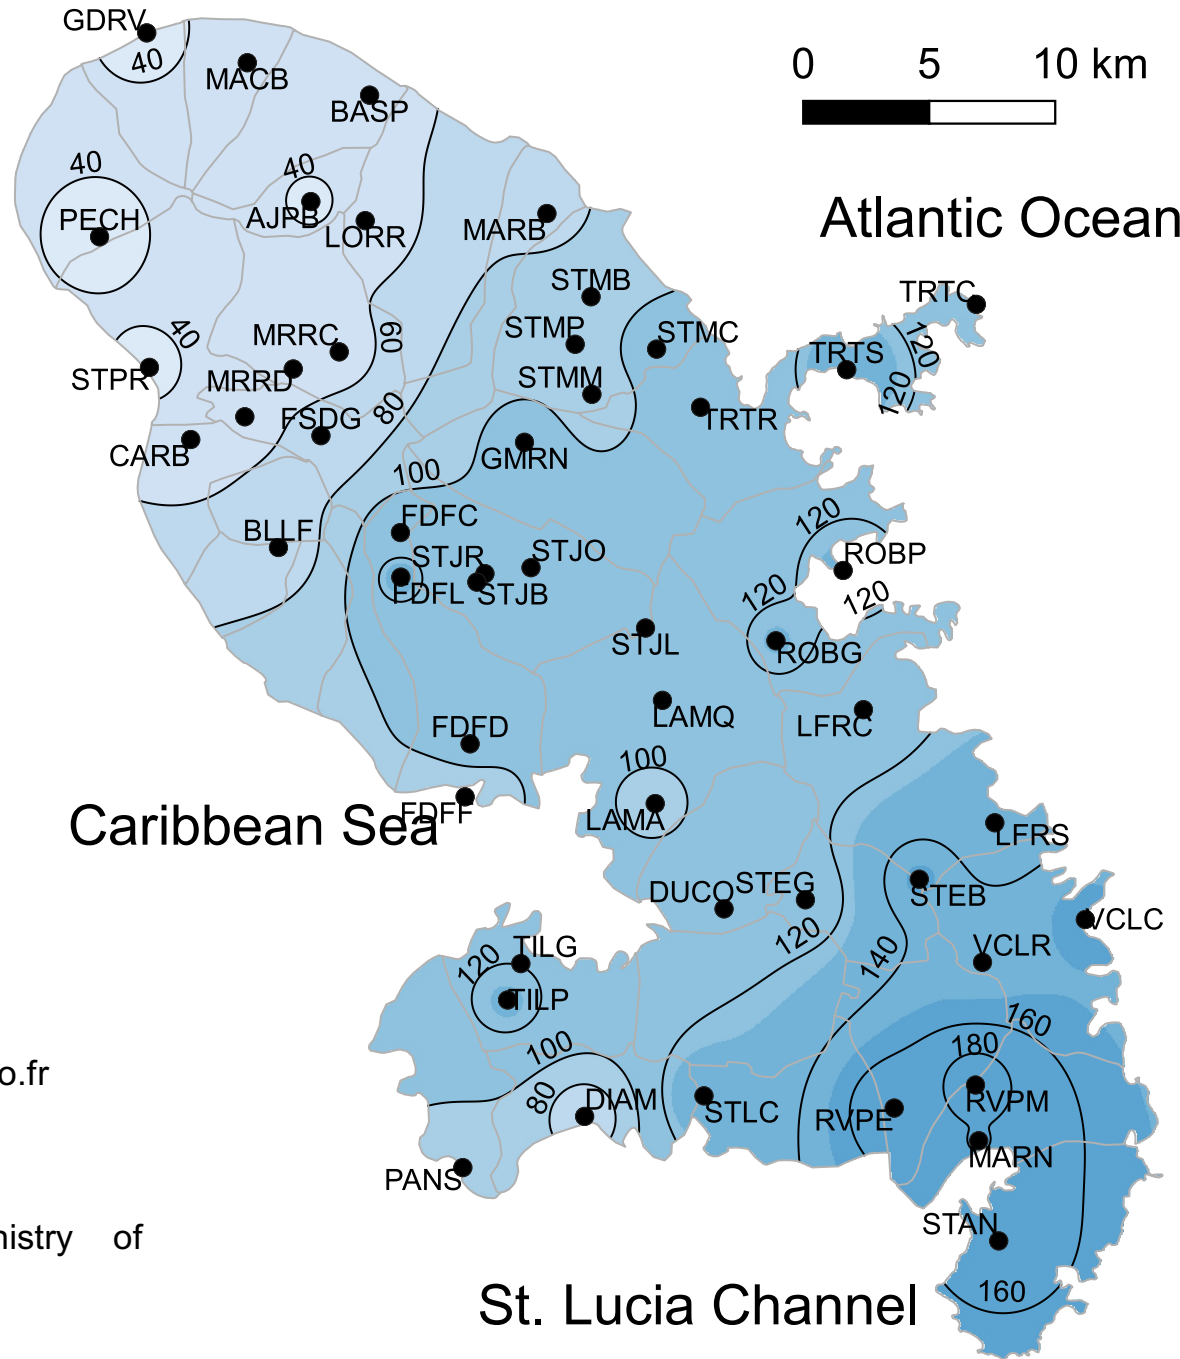 GDRV
40
MACB
BASP
0 5 10 km
40
PECH
40
AJPB
LORR
MARB
Atlantic Ocean
STMB
TRTC
40
MRRC
60
STMP
STMC
120
TRTS
STPR
MRRD
STMM
120
80
TRTR
FSDG
CARB
GMRN
100
BLLF
FDFC
120
STJR
STJO
ROBP
FDFL
STJB
120
120
STJL
ROBG
LAMQ
LFRC
FDFD
100
Caribbean Sea
FDFF
LAMA
LFRS
DUCO
STEG
STEB
VCLC
120
VCLR
140
TILG
120
TILP
160
100
180
o.fr
80
DIAM
STLC
RVPE
RVPM
MARN
PANS
STAN
nistry of
160
St. Lucia Channel